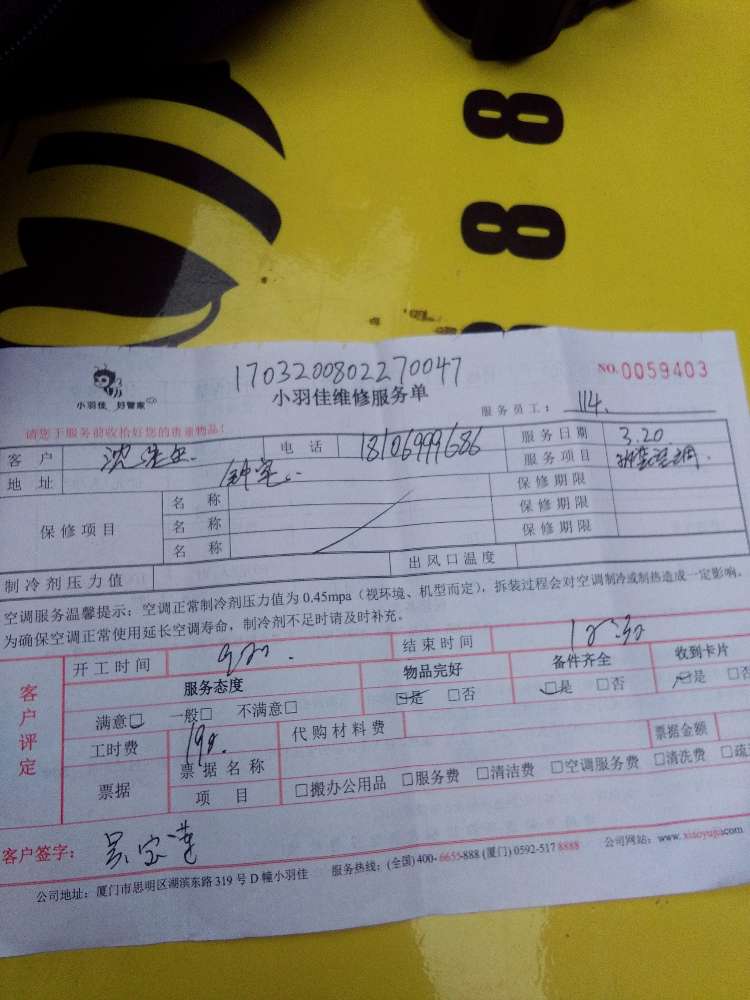 8
8
8
1703200802270047
小羽佳 好管家
小羽佳维修服务单
NO. 0059403
请您于服务前收拾好您的贵重物品!
服务员工: 114.
客户 沈先生. 电话 18106999686 服务日期 3.20
地址 服务项目
保修项目 名称 保修期限
名称 保修期限
名称 保修期限
制冷剂压力值 出风口温度
空调服务温馨提示: 空调正常制冷剂压力值为 0.45mpa (视环境、机型而定), 拆装过程会对空调制冷或制热造成一定影响,
为确保空调正常使用延长空调寿命, 制冷剂不足时请及时补充。
客户评定
开工时间 结束时间 12:30
服务态度 物品完好 备件齐全 收到卡片
满意□ 一般□ 不满意□ □是 □否 □是 □否 □是 □否
工时费 190. 代购材料费
票据 票据名称 票据金额
项目 □搬办公用品 □服务费 □清洁费 □空调服务费 □清洗费 □疏
客户签字: 吴宝莲
公司地址: 厦门市思明区湖滨东路 319 号 D 幢小羽佳 服务热线: (全国) 400-6655-888 (厦门) 0592-517 8888 公司网站: www.xiaoyujia.com